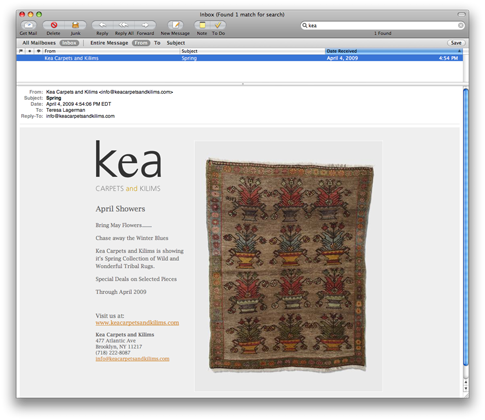 Inbox (Found 1 match for search)
Get Mail Delete Junk Reply Reply All Forward New Message Note To Do kea 1 Found
All Mailboxes Inbox Entire Message From To Subject Save
From Subject Date Received
Kea Carpets and Kilims Spring April 4, 2009 4:54 PM
From: Kea Carpets and Kilims <info@keacarpetsandkilims.com>
Subject: Spring
Date: April 4, 2009 4:54:06 PM EDT
To: Teresa Lagerman
Reply-To: info@keacarpetsandkilims.com
kea
CARPETS and KILIMS
April Showers
Bring May Flowers......
Chase away the Winter Blues
Kea Carpets and Kilims is showing
it's Spring Collection of Wild and
Wonderful Tribal Rugs.
Special Deals on Selected Pieces
Through April 2009
Visit us at:
www.keacarpetsandkilims.com
Kea Carpets and Kilims
477 Atlantic Ave
Brooklyn, NY 11217
(718) 222-8087
info@keacarpetsandkilims.com